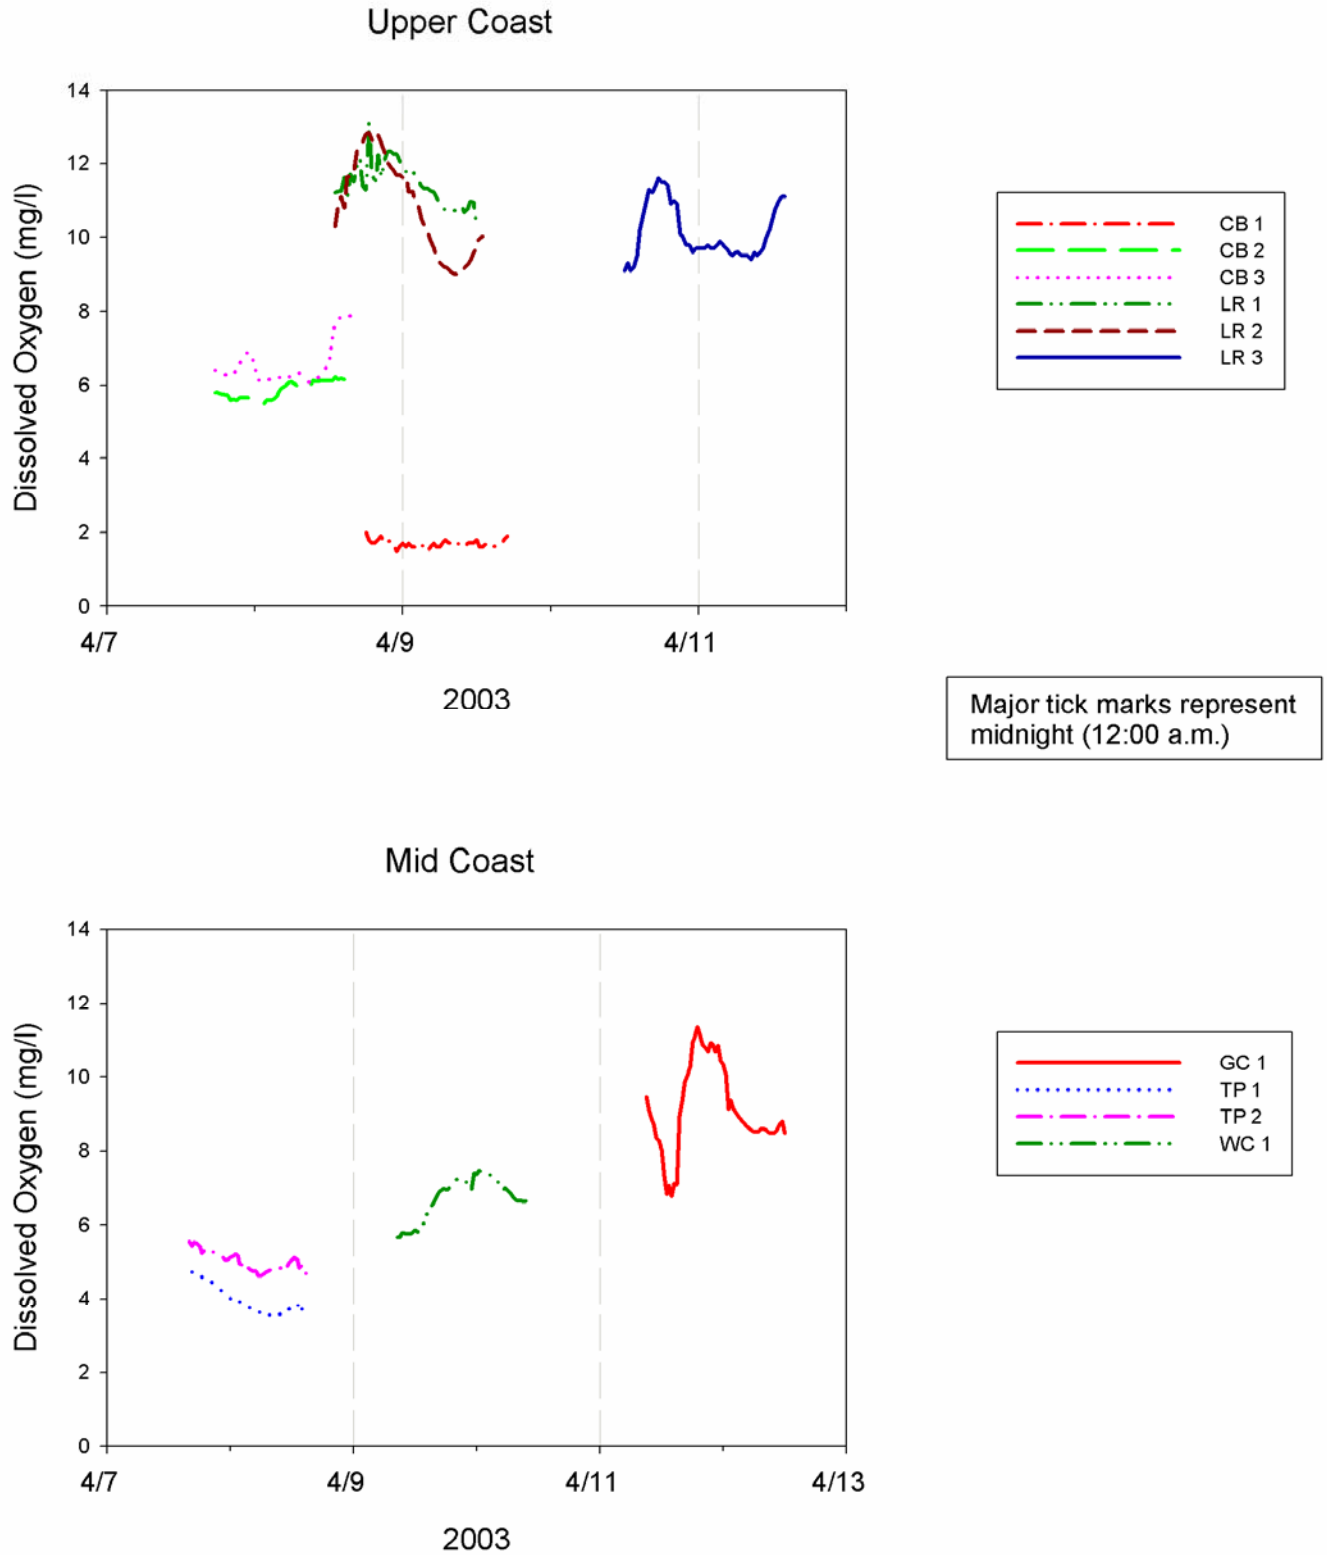 Upper Coast
14
12
10
8
6
4
2
0
Dissolved Oxygen (mg/l)
4/7
4/9
4/11
2003
CB 1
CB 2
CB 3
LR 1
LR 2
LR 3
Major tick marks represent
midnight (12:00 a.m.)
Mid Coast
14
12
10
8
6
4
2
0
Dissolved Oxygen (mg/l)
4/7
4/9
4/11
4/13
2003
GC 1
TP 1
TP 2
WC 1